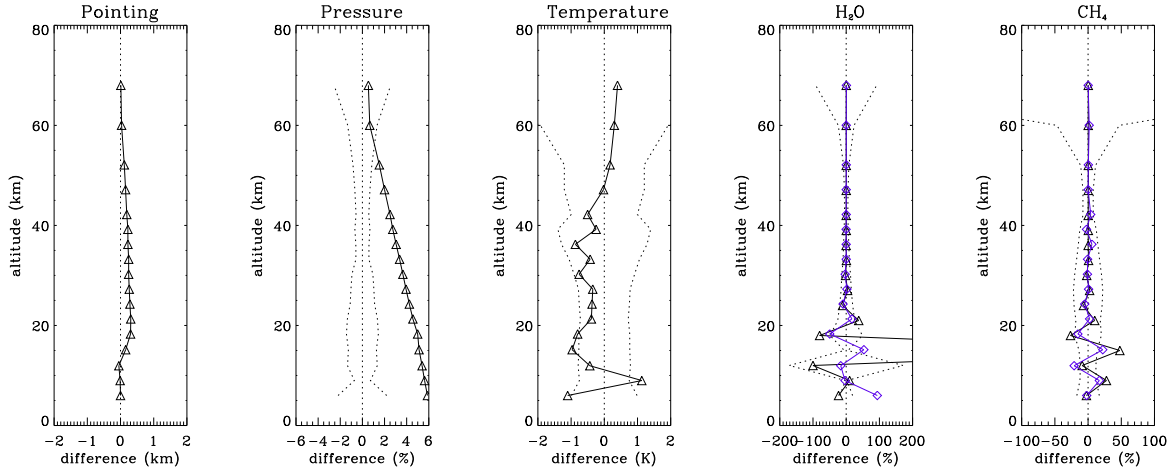 Pointing Pressure Temperature H₂O CH₄
80 80 80 80 80
60 60 60 60 60
altitude (km) altitude (km) altitude (km) altitude (km) altitude (km)
40 40 40 40 40
20 20 20 20 20
0 0 0 0 0
−2 −1 0 1 2 −6 −4 −2 0 2 4 6 −2 −1 0 1 2 −200 −100 0 100 200 −100 −50 0 50 100
difference (km) difference (%) difference (K) difference (%) difference (%)